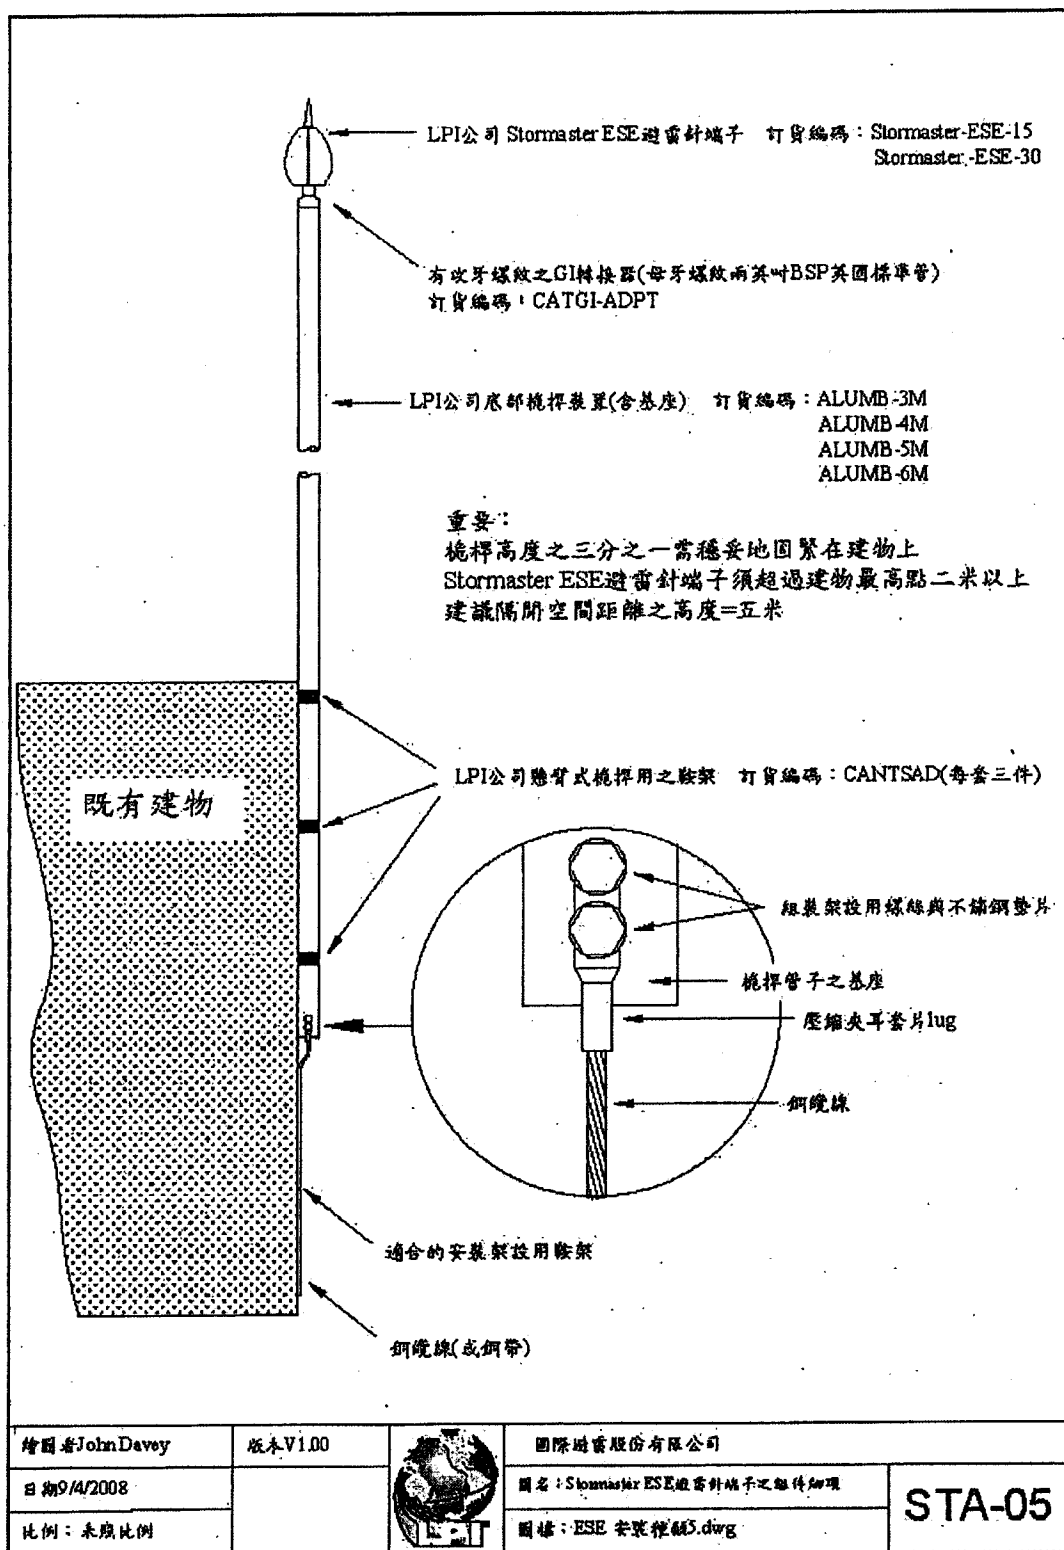 LPI公司 Stormaster ESE避雷針端子 訂貨編碼：Stormaster-ESE-15
Stormaster-ESE-30
有攻牙螺紋之GI轉接器(母牙螺紋兩英吋BSP英國標準管)
訂貨編碼：CATGI-ADPT
LPI公司底部桅桿裝置(含基座) 訂貨編碼：ALUMB-3M
ALUMB-4M
ALUMB-5M
ALUMB-6M
重要：
桅桿高度之三分之一需穩妥地固緊在建物上
Stormaster ESE避雷針端子須超過建物最高點二米以上
建議隔開空間距離之高度=五米
LPI公司懸臂式桅桿用之鞍架 訂貨編碼：CANTSAD(每套三件)
既有建物
組裝架設用螺絲與不鏽鋼墊片
桅桿管子之基座
壓縮夾耳套片lug
銅纜線
適合的安裝架設用鞍架
銅纜線(或銅帶)
繪圖者John Davey
版本V1.00
國際避雷股份有限公司
日期9/4/2008
圖名：Stormaster ESE避雷針端子之組件細項
STA-05
比例：未照比例
圖檔：ESE 安裝 5.dwg